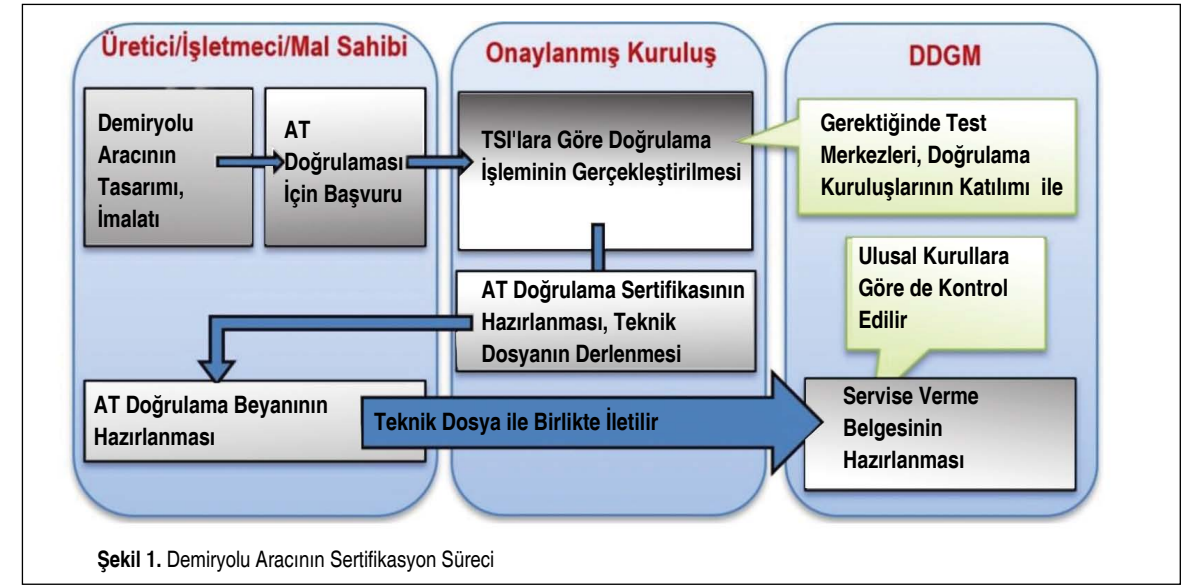 Üretici/İşletmeci/Mal Sahibi
Demiryolu
Aracının
Tasarımı,
İmalatı
AT
Doğrulaması
İçin Başvuru
Onaylanmış Kuruluş
TSI'lara Göre Doğrulama
İşleminin Gerçekleştirilmesi
AT Doğrulama Sertifikasının
Hazırlanması, Teknik
Dosyanın Derlenmesi
AT Doğrulama Beyanının
Hazırlanması
Teknik Dosya ile Birlikte İletilir
DDGM
Gerektiğinde Test
Merkezleri, Doğrulama
Kuruluşlarının Katılımı ile
Ulusal Kurullara
Göre de Kontrol
Edilir
Servise Verme
Belgesinin
Hazırlanması
Şekil 1. Demiryolu Aracının Sertifikasyon Süreci